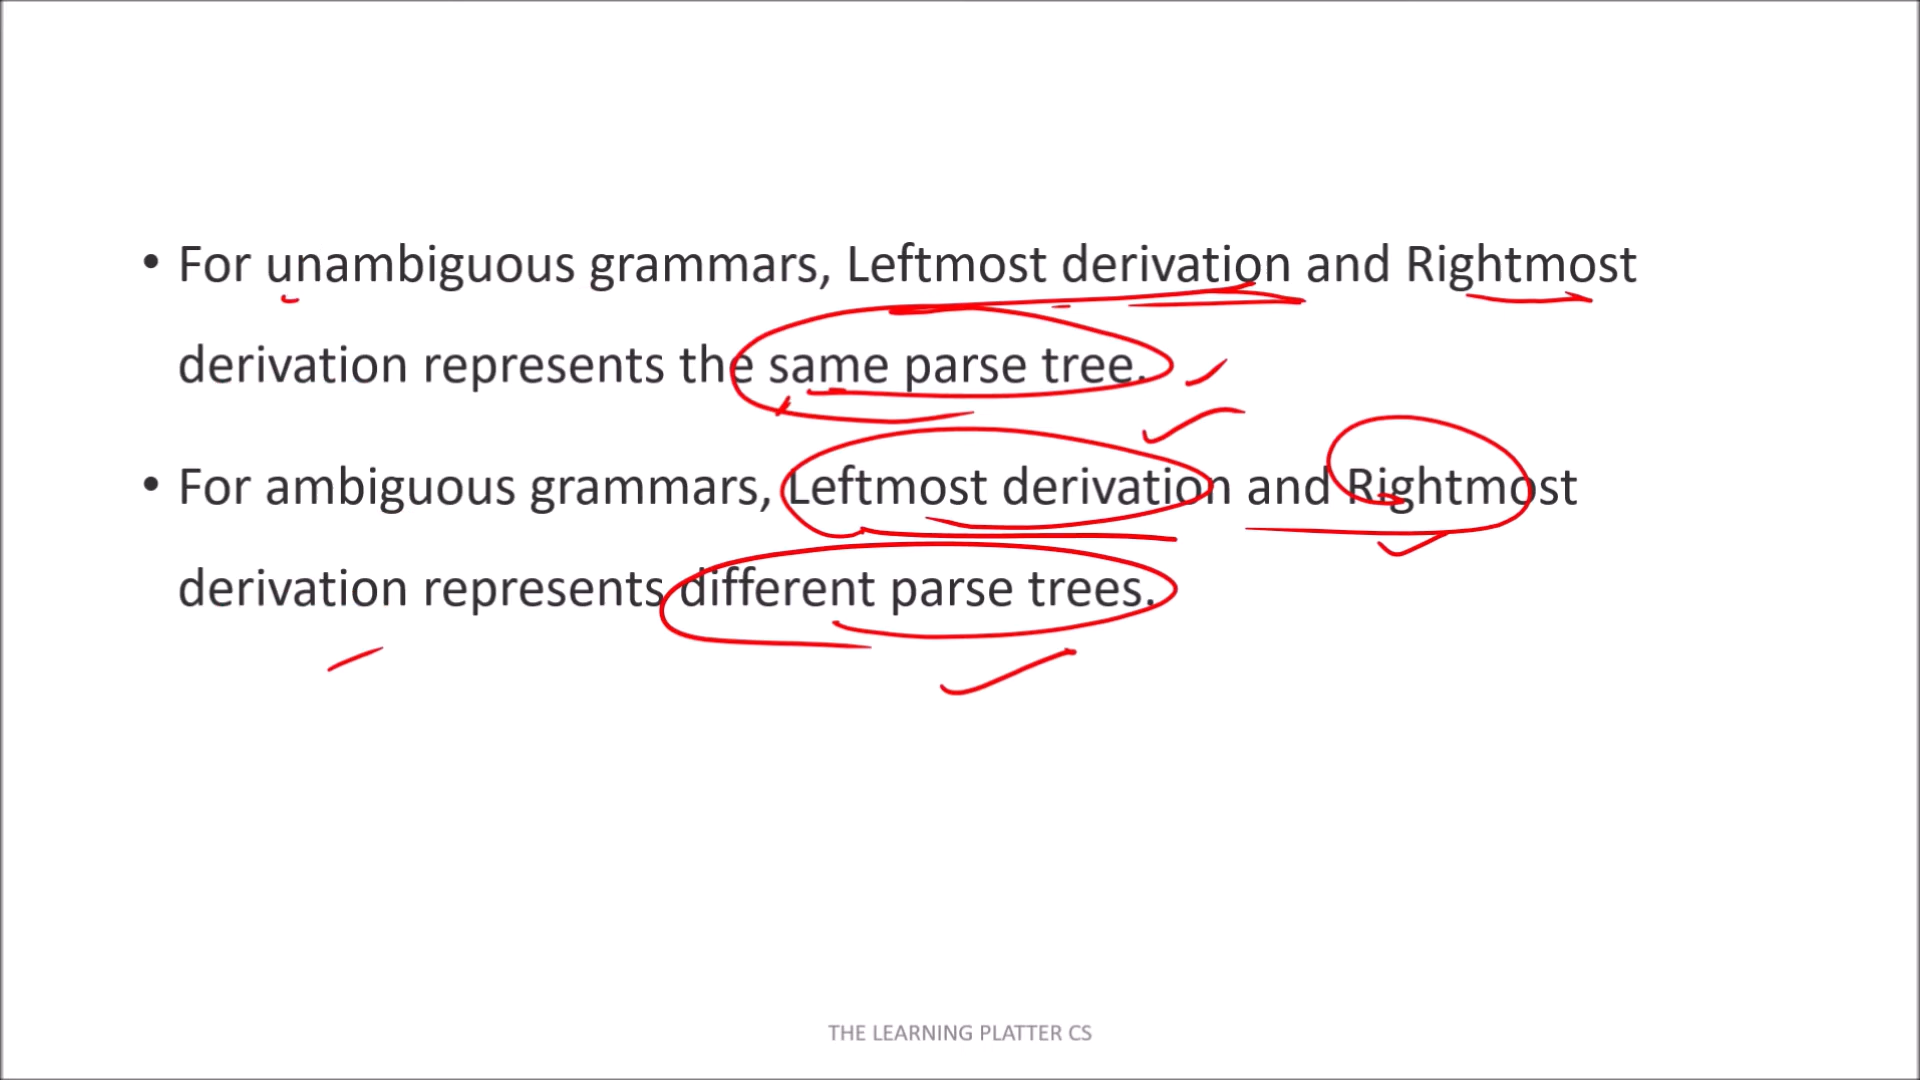 • For unambiguous grammars, Leftmost derivation and Rightmost
derivation represents the same parse tree.
• For ambiguous grammars, Leftmost derivation and Rightmost
derivation represents different parse trees.
THE LEARNING PLATTER CS